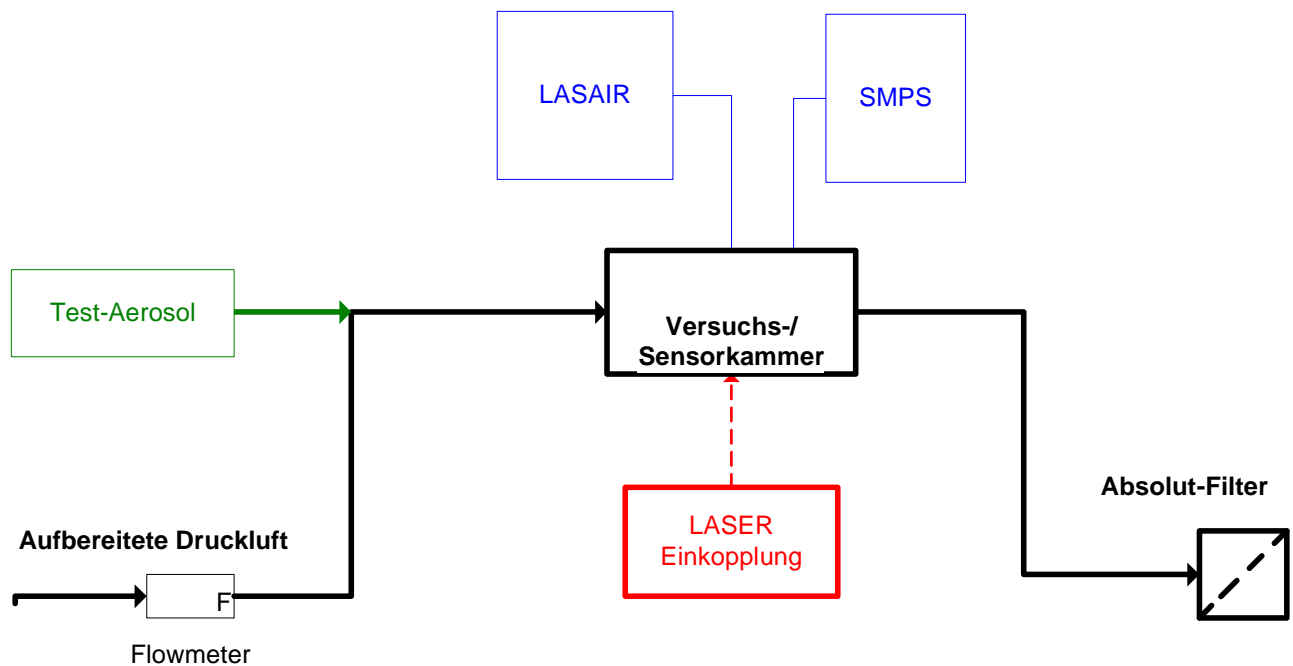 LASAIR
SMPS
Test-Aerosol
Versuchs-/
Sensorkammer
LASER
Einkopplung
Absolut-Filter
Aufbereitete Druckluft
F
Flowmeter